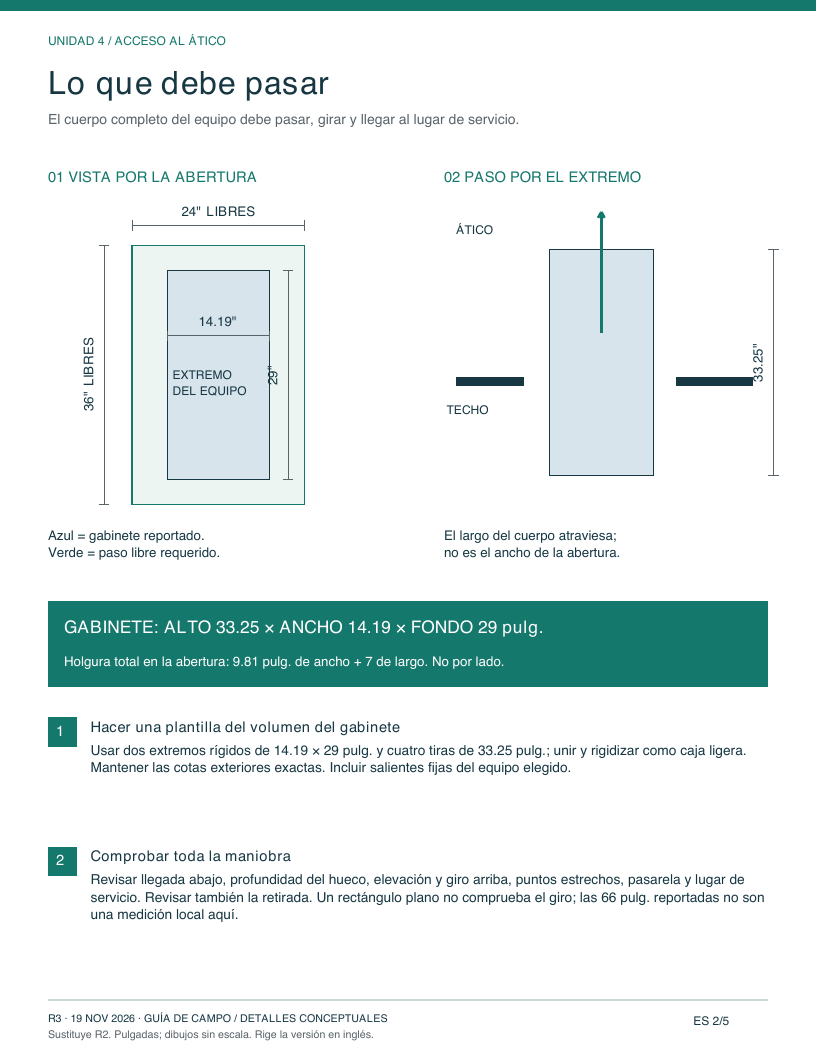 UNIDAD 4 / ACCESO AL ÁTICO
Lo que debe pasar
El cuerpo completo del equipo debe pasar, girar y llegar al lugar de servicio.
01 VISTA POR LA ABERTURA
24" LIBRES
36" LIBRES
14.19"
29"
EXTREMO
DEL EQUIPO
Azul = gabinete reportado.
Verde = paso libre requerido.
02 PASO POR EL EXTREMO
ÁTICO
33.25"
TECHO
El largo del cuerpo atraviesa;
no es el ancho de la abertura.
GABINETE: ALTO 33.25 × ANCHO 14.19 × FONDO 29 pulg.
Holgura total en la abertura: 9.81 pulg. de ancho + 7 de largo. No por lado.
1
Hacer una plantilla del volumen del gabinete
Usar dos extremos rígidos de 14.19 × 29 pulg. y cuatro tiras de 33.25 pulg.; unir y rigidizar como caja ligera.
Mantener las cotas exteriores exactas. Incluir salientes fijas del equipo elegido.
2
Comprobar toda la maniobra
Revisar llegada abajo, profundidad del hueco, elevación y giro arriba, puntos estrechos, pasarela y lugar de
servicio. Revisar también la retirada. Un rectángulo plano no comprueba el giro; las 66 pulg. reportadas no son
una medición local aquí.
R3 · 19 NOV 2026 · GUÍA DE CAMPO / DETALLES CONCEPTUALES
Sustituye R2. Pulgadas; dibujos sin escala. Rige la versión en inglés.
ES 2/5